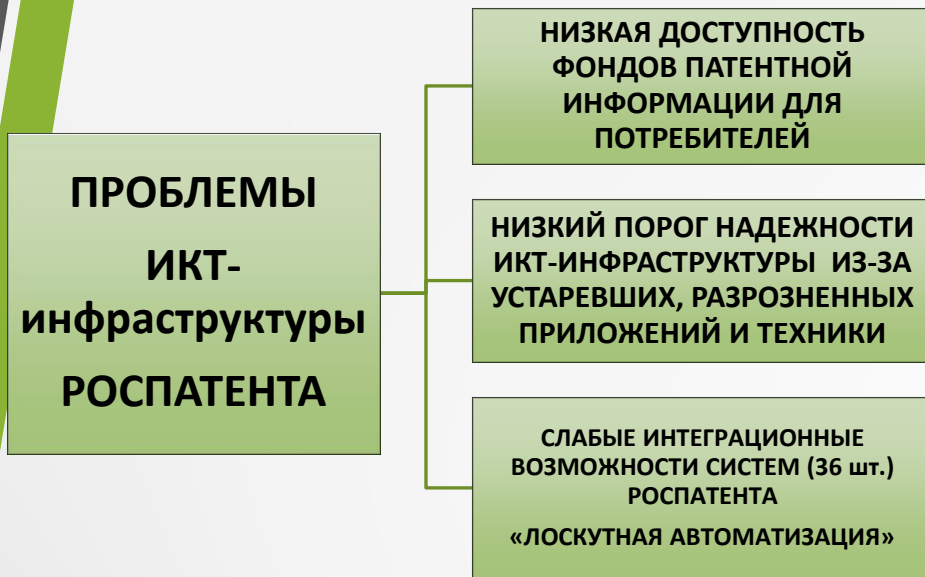 ПРОБЛЕМЫ
ИКТ-
инфраструктуры
РОСПАТЕНТА
НИЗКАЯ ДОСТУПНОСТЬ
ФОНДОВ ПАТЕНТНОЙ
ИНФОРМАЦИИ ДЛЯ
ПОТРЕБИТЕЛЕЙ
НИЗКИЙ ПОРОГ НАДЕЖНОСТИ
ИКТ-ИНФРАСТРУКТУРЫ ИЗ-ЗА
УСТАРЕВШИХ, РАЗРОЗНЕННЫХ
ПРИЛОЖЕНИЙ И ТЕХНИКИ
СЛАБЫЕ ИНТЕГРАЦИОННЫЕ
ВОЗМОЖНОСТИ СИСТЕМ (36 шт.)
РОСПАТЕНТА
«ЛОСКУТНАЯ АВТОМАТИЗАЦИЯ»